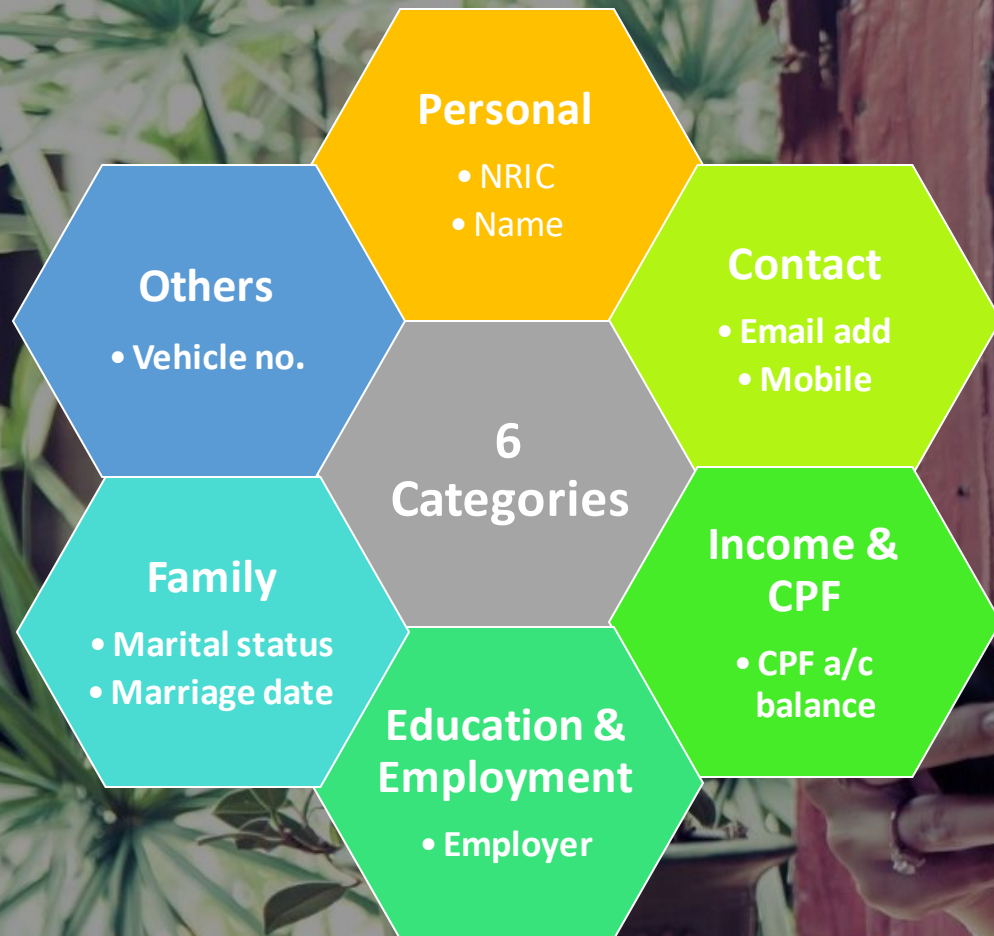 Personal
• NRIC
• Name
Contact
• Email add
• Mobile
Income &
CPF
• CPF a/c
balance
Education &
Employment
• Employer
Family
• Marital status
• Marriage date
Others
• Vehicle no.
6
Categories